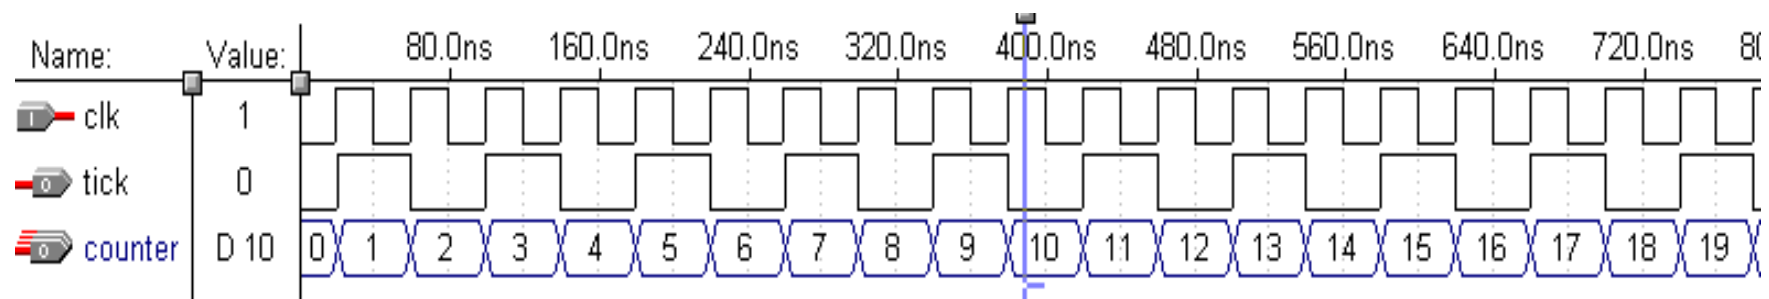 Name: Value: 80.0ns 160.0ns 240.0ns 320.0ns 400.0ns 480.0ns 560.0ns 640.0ns 720.0ns 80
I clk 1
O tick 0
O counter D 10 0 1 2 3 4 5 6 7 8 9 10 11 12 13 14 15 16 17 18 19